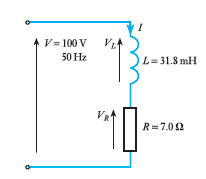 I
V = 100 V
50 Hz
V_L
L = 31.8 mH
V_R
R = 7.0 Ω